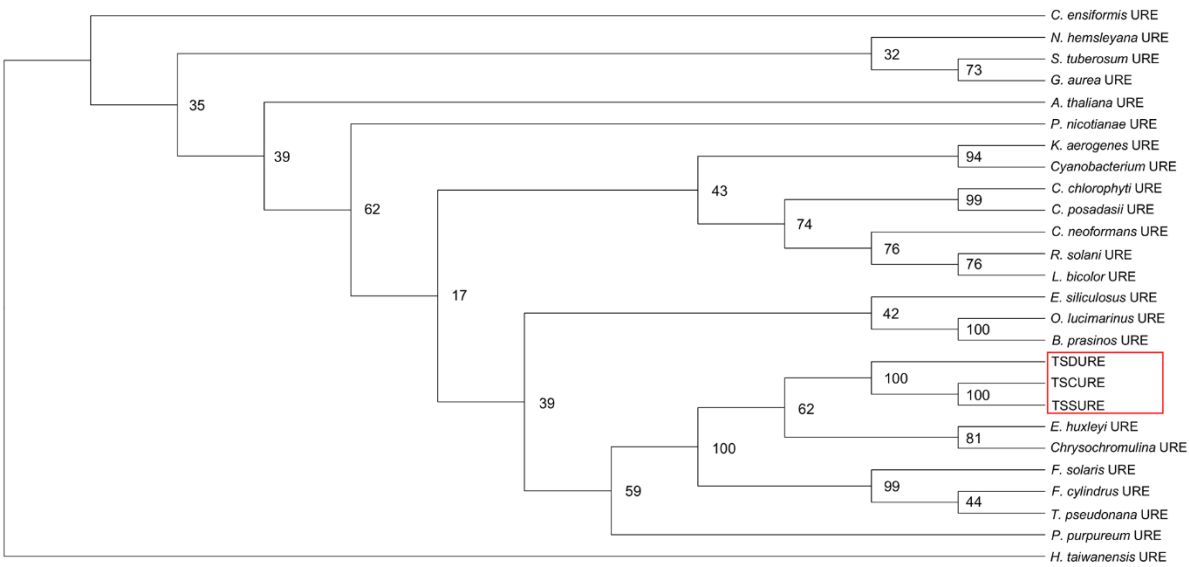 C. ensiformis URE
N. hemsleyana URE
32
S. tuberosum URE
73
G. aurea URE
35
A. thaliana URE
P. nicotianae URE
39
K. aerogenes URE
94
Cyanobacterium URE
43
C. chlorophyti URE
99
62
C. posadasii URE
74
C. neoformans URE
76
R. solani URE
76
L. bicolor URE
17
E. siliculosus URE
42
O. lucimarinus URE
100
B. prasinos URE
TSDURE
100
TSCURE
100
39
TSSURE
62
E. huxleyi URE
81
100
Chrysochromulina URE
F. solaris URE
99
59
F. cylindrus URE
44
T. pseudonana URE
P. purpureum URE
H. taiwanensis URE